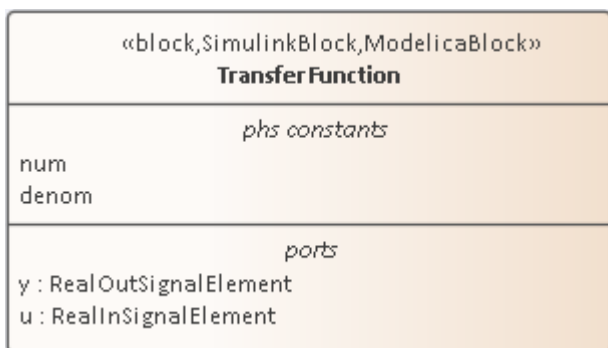 «block,SimulinkBlock,ModelicaBlock»
TransferFunction
phs constants
num
denom
ports
y : RealOutSignalElement
u : RealInSignalElement